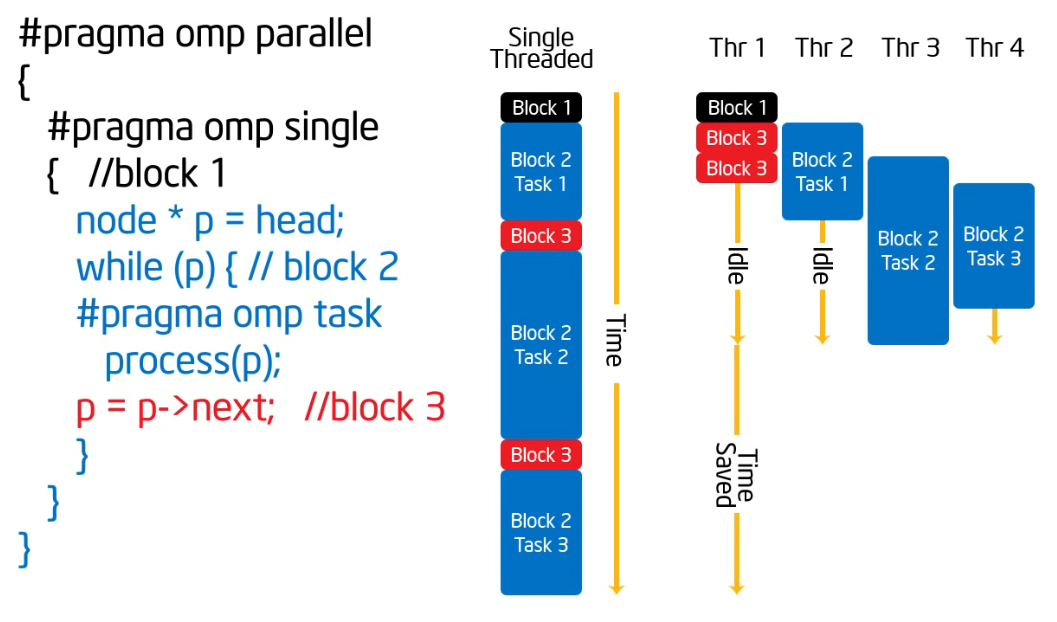 #pragma omp parallel
{
#pragma omp single
{ //block 1
node * p = head;
while (p) { // block 2
#pragma omp task
process(p);
p = p->next; //block 3
}
}
}
Single
Threaded
Block 1
Block 2
Task 1
Block 3
Block 2
Task 2
Block 3
Block 2
Task 3
Time
Thr 1
Thr 2
Thr 3
Thr 4
Block 1
Block 3
Block 3
Idle
Time
Saved
Block 2
Task 1
Idle
Block 2
Task 2
Block 2
Task 3